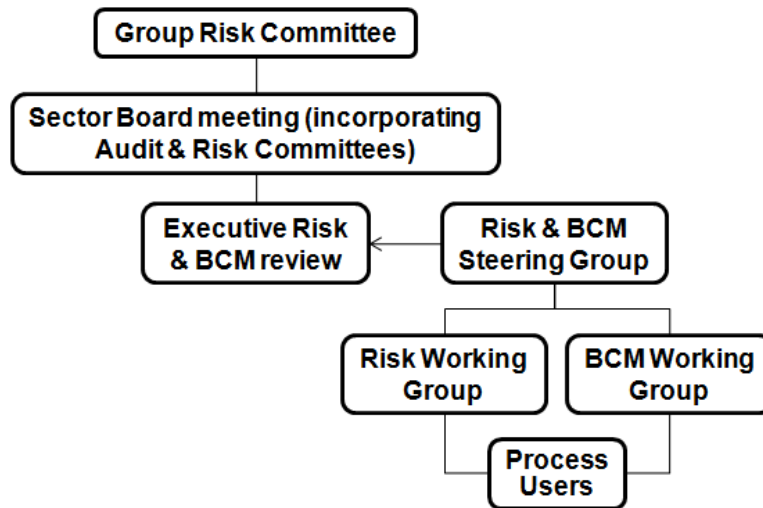 Group Risk Committee
Sector Board meeting (incorporating
Audit & Risk Committees)
Executive Risk
& BCM review
Risk & BCM
Steering Group
Risk Working
Group
BCM Working
Group
Process
Users